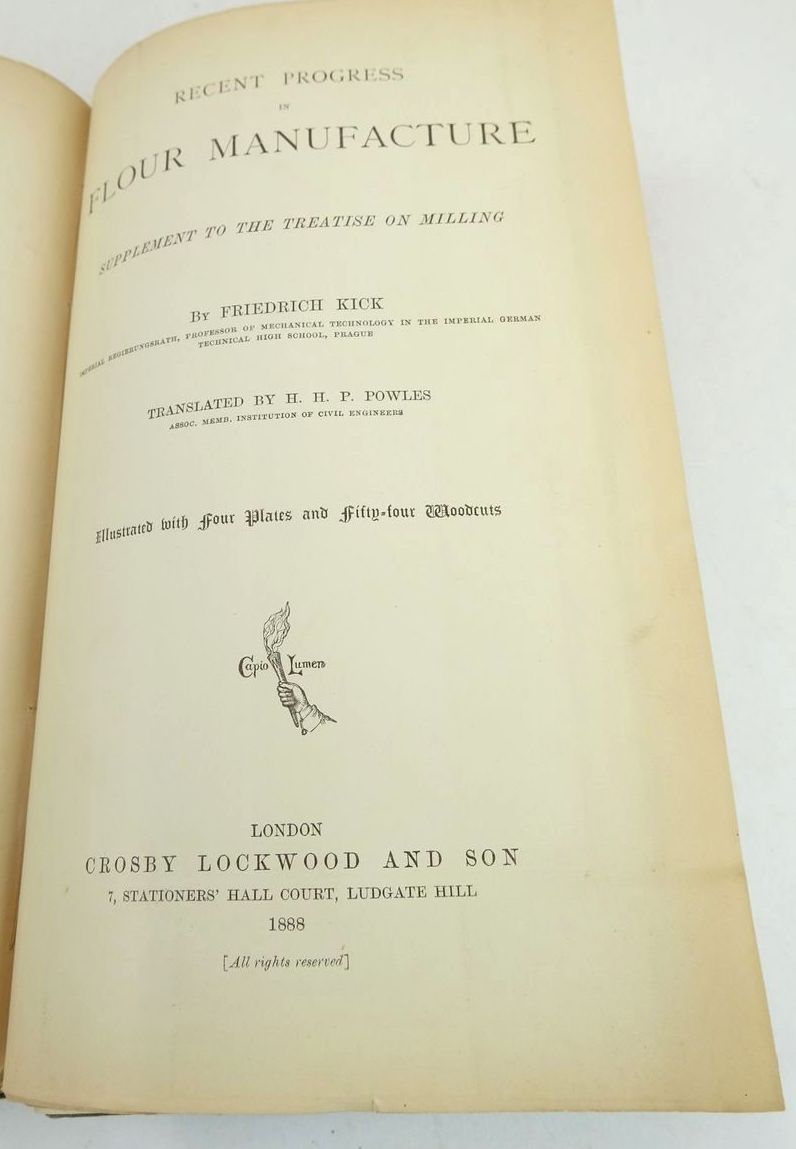 RECENT PROGRESS
IN
FLOUR MANUFACTURE
SUPPLEMENT TO THE TREATISE ON MILLING
BY FRIEDRICH KICK
IMPERIAL REGIERUNGSRATH, PROFESSOR OF MECHANICAL TECHNOLOGY IN THE IMPERIAL GERMAN
TECHNICAL HIGH SCHOOL, PRAGUE
TRANSLATED BY H. H. P. POWLES
ASSOC. MEMB. INSTITUTION OF CIVIL ENGINEERS
Illustrated with Four Plates and Fifty-four Woodcuts
Capio Lumen
LONDON
CROSBY LOCKWOOD AND SON
7, STATIONERS' HALL COURT, LUDGATE HILL
1888
[All rights reserved]